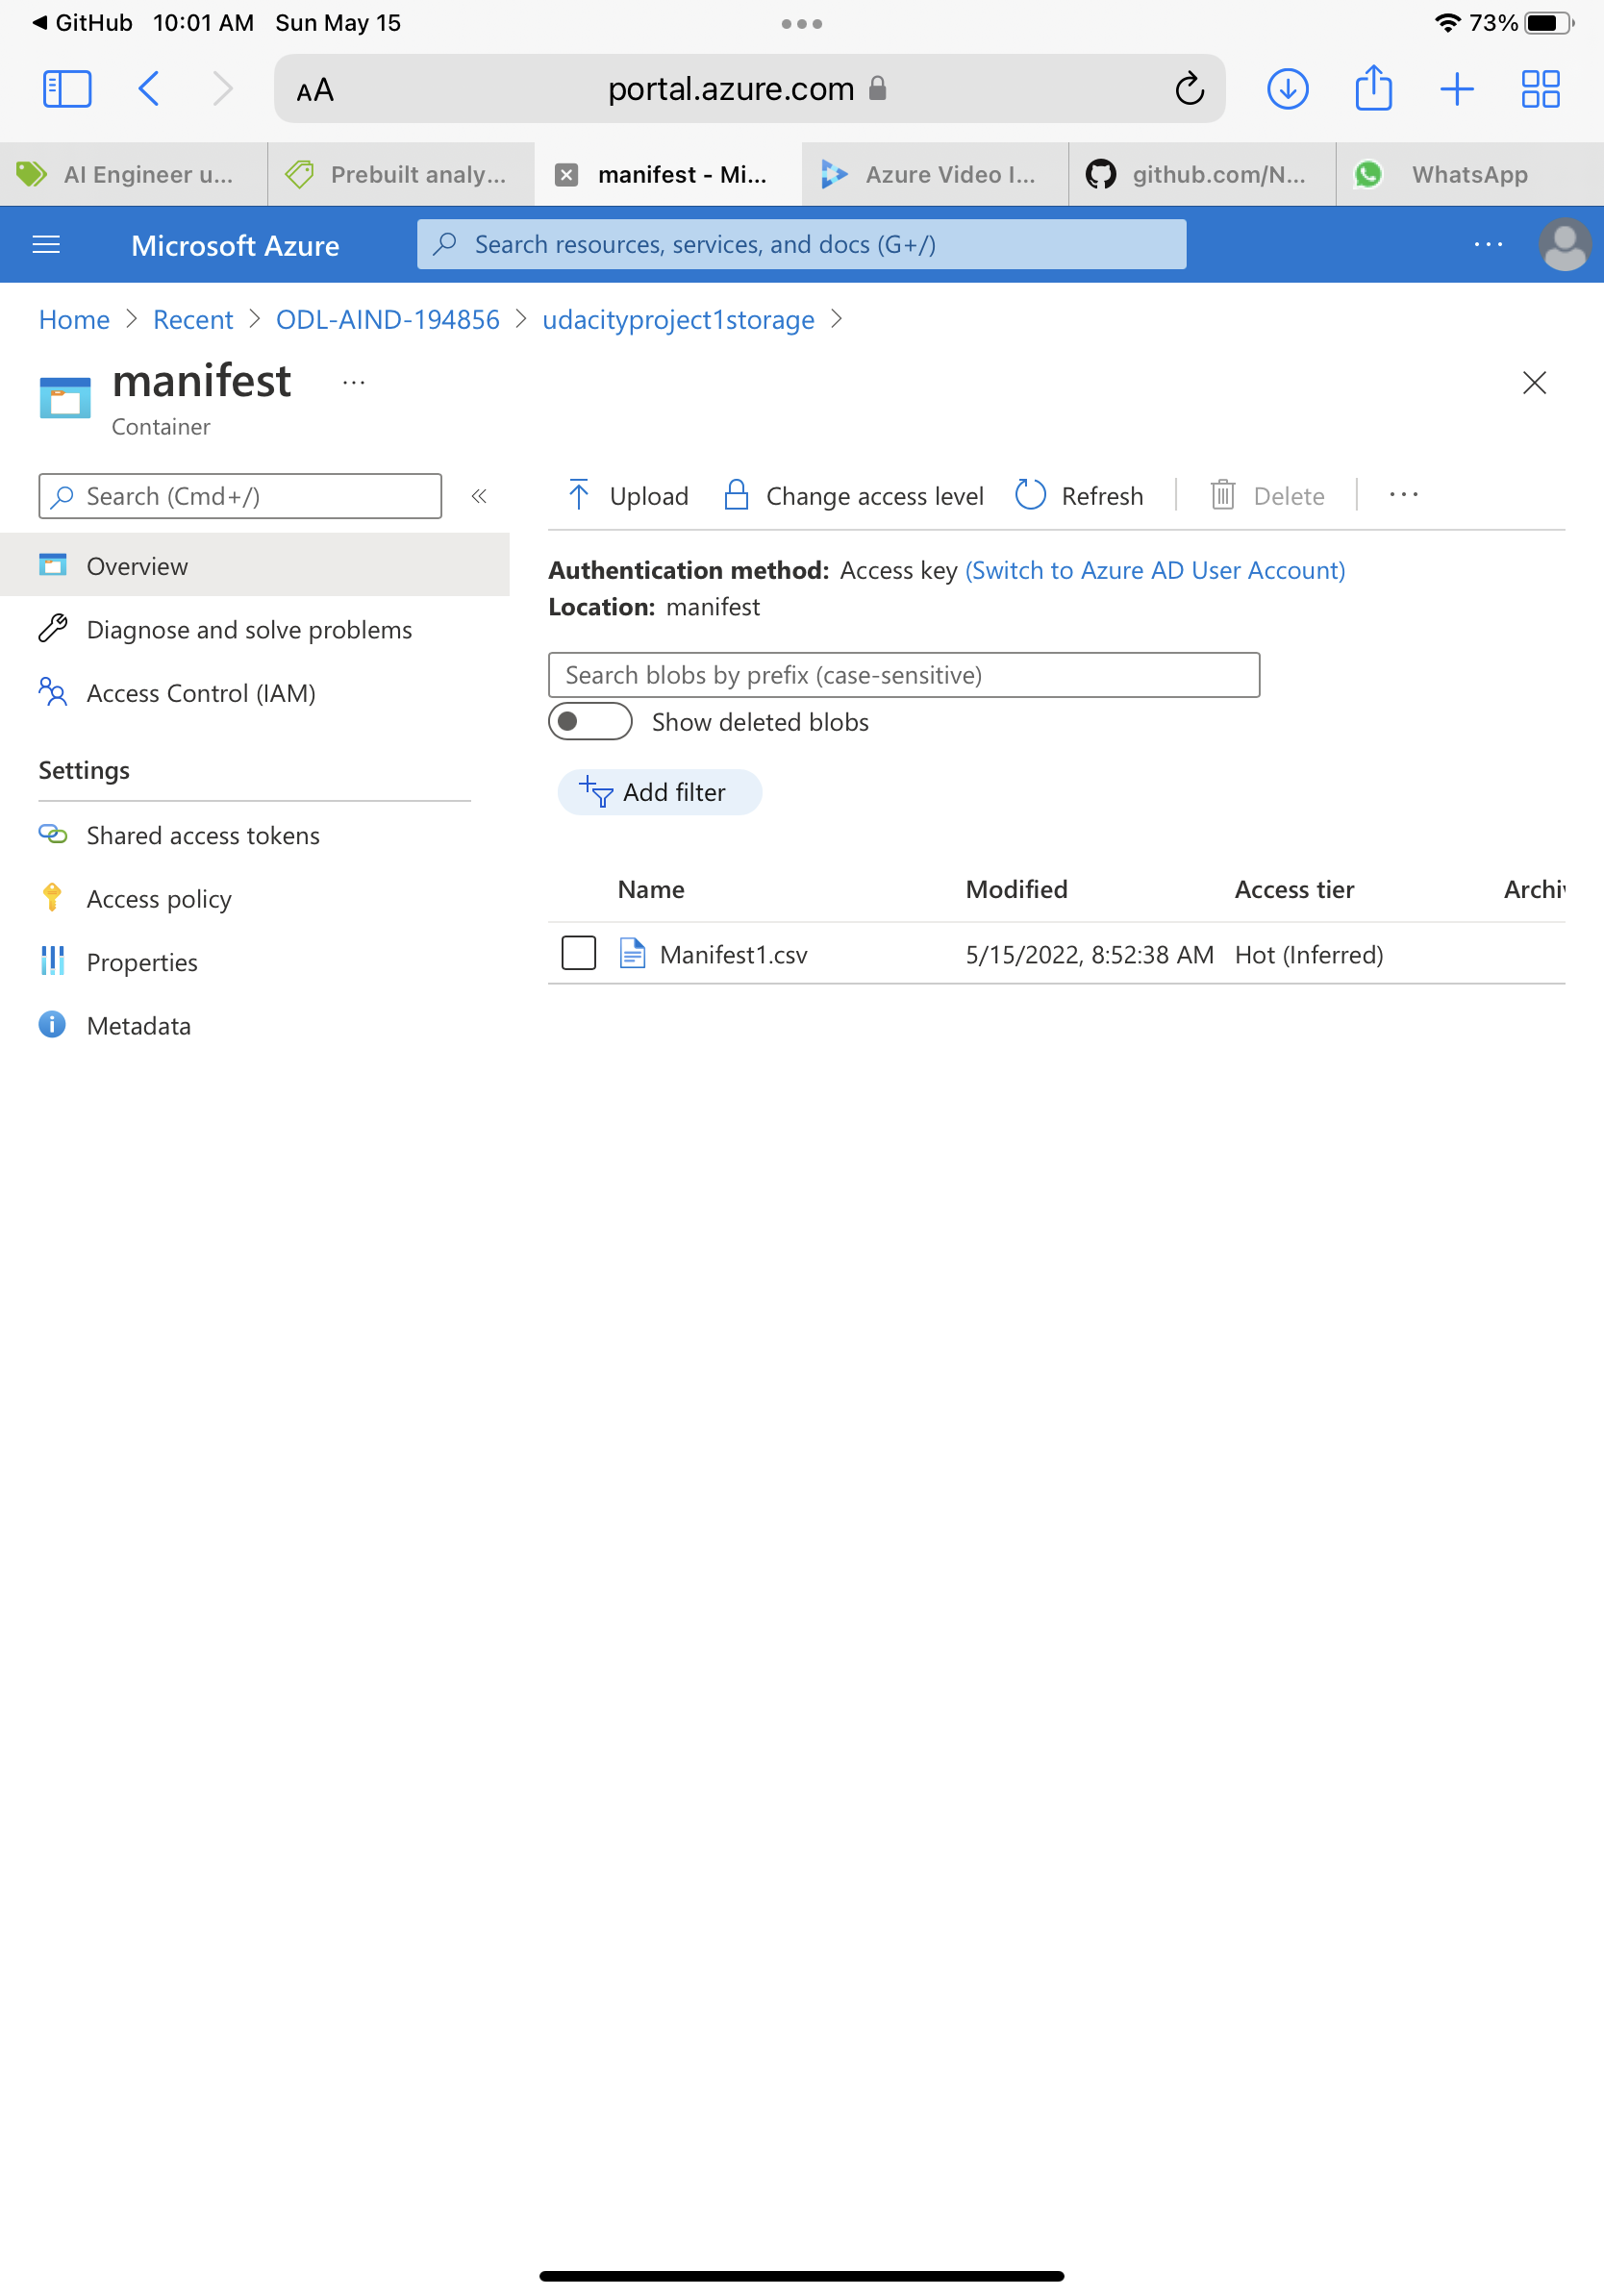 GitHub 10:01 AM Sun May 15 73%
AA portal.azure.com
AI Engineer u... Prebuilt analy... manifest - Mi... Azure Video I... github.com/N... WhatsApp
Microsoft Azure Search resources, services, and docs (G+/)
Home > Recent > ODL-AIND-194856 > udacityproject1storage >
manifest ...
Container
Search (Cmd+/) «
Overview
Diagnose and solve problems
Access Control (IAM)
Settings
Shared access tokens
Access policy
Properties
Metadata
Upload Change access level Refresh Delete ...
Authentication method: Access key (Switch to Azure AD User Account)
Location: manifest
Search blobs by prefix (case-sensitive)
Show deleted blobs
Add filter
Name Modified Access tier Archiv
Manifest1.csv 5/15/2022, 8:52:38 AM Hot (Inferred)